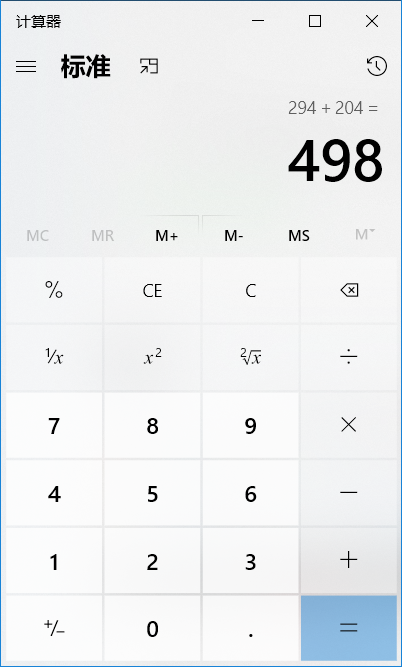 计算器
标准
294 + 204 =
498
MC MR M+ M- MS M˅
% CE C
¹/x x² ²√x ÷
7 8 9 ×
4 5 6 −
1 2 3 +
+/− 0 . =